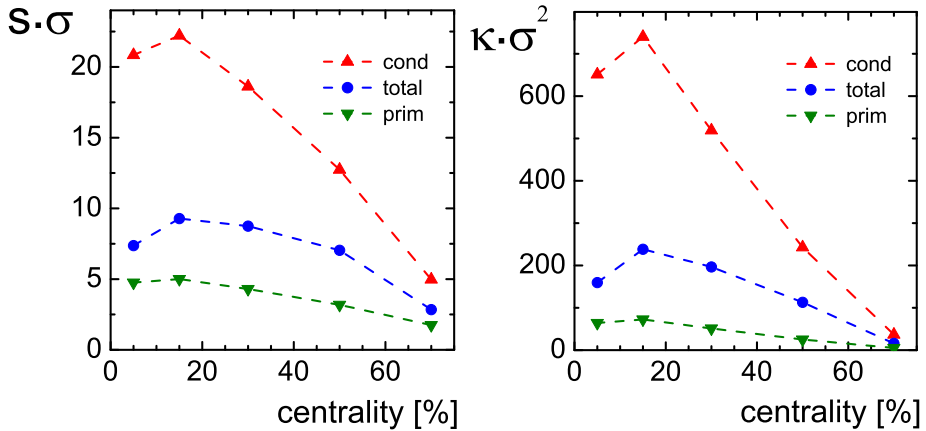 S·σ
20
15
10
5
0
0 20 40 60
centrality [%]
cond
total
prim
κ·σ²
600
400
200
0
0 20 40 60
centrality [%]
cond
total
prim